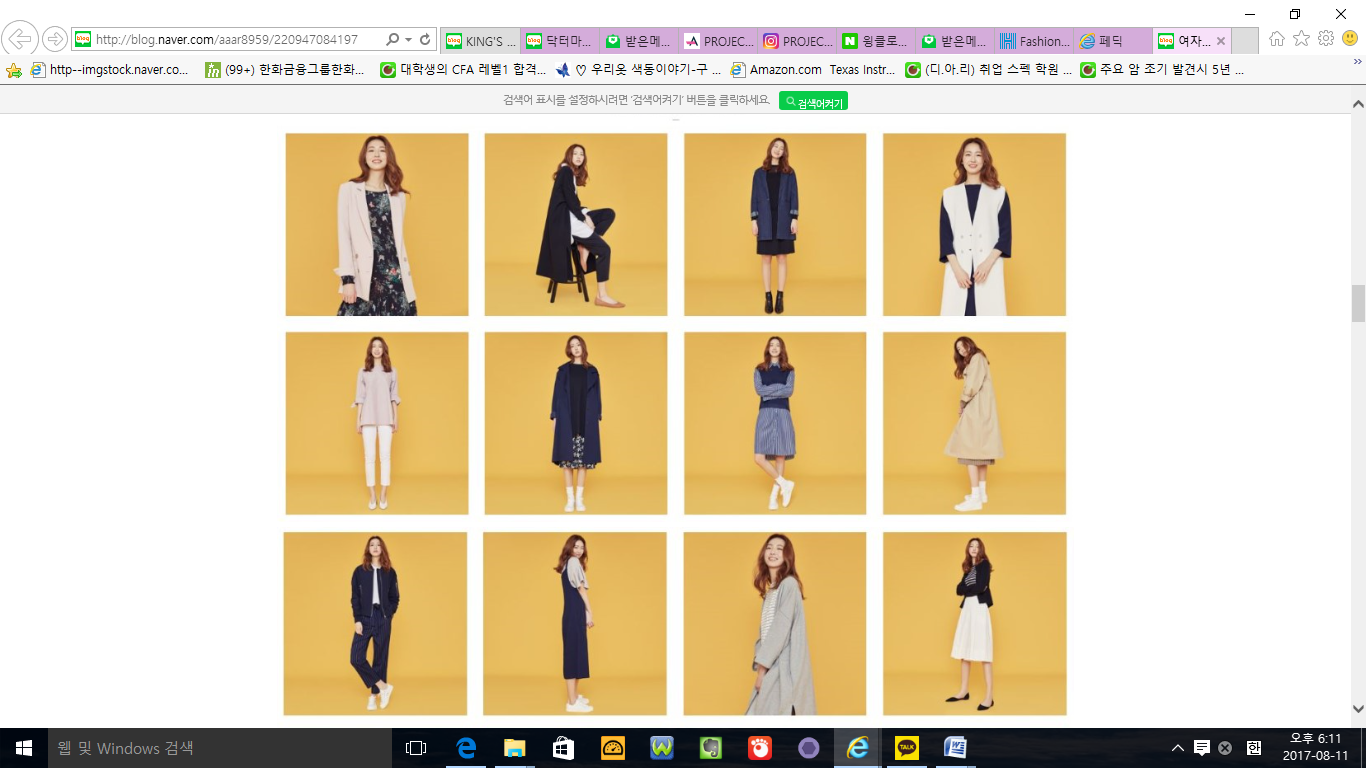 http://blog.naver.com/aaar8959/220947084197
KING'S ...
닥터마...
받은메...
PROJEC...
PROJEC...
윙클로...
받은메...
Fashion...
페딕
여자...
http--imgstock.naver.co...
(99+) 한화금융그룹한화...
대학생의 CFA 레벨1 합격...
♡ 우리옷 색동이야기-구 ...
Amazon.com Texas Instr...
(디.아.리) 취업 스펙 학원 ...
주요 암 조기 발견시 5년 ...
검색어 표시를 설정하시려면 '검색어켜기' 버튼을 클릭하세요.
검색어켜기
웹 및 Windows 검색
TALK
한
오후 6:11
2017-08-11